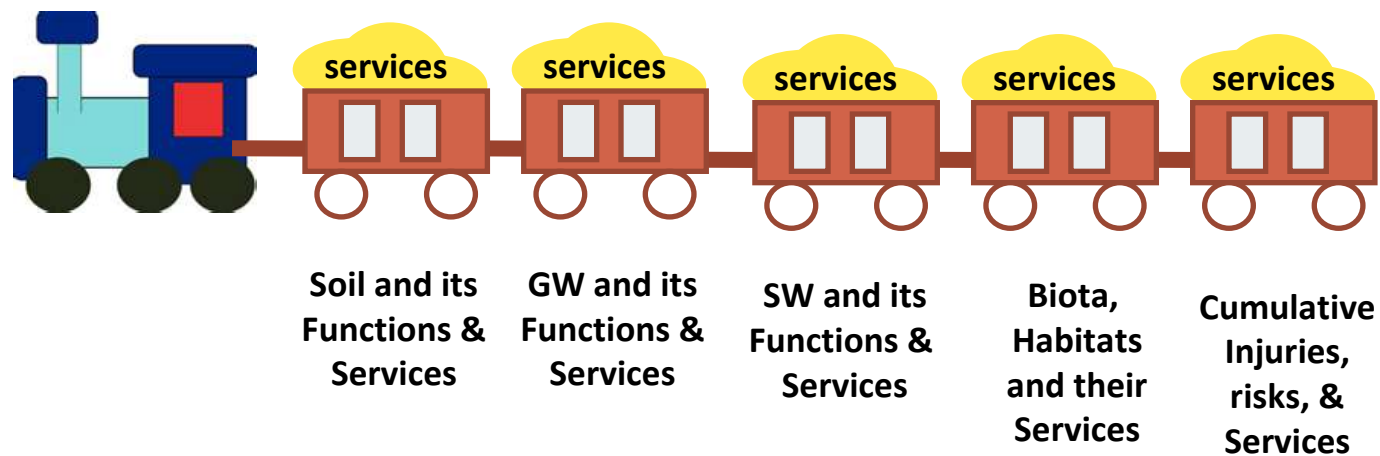 services
services
services
services
services
Soil and its
Functions &
Services
GW and its
Functions &
Services
SW and its
Functions &
Services
Biota,
Habitats
and their
Services
Cumulative
Injuries,
risks, &
Services